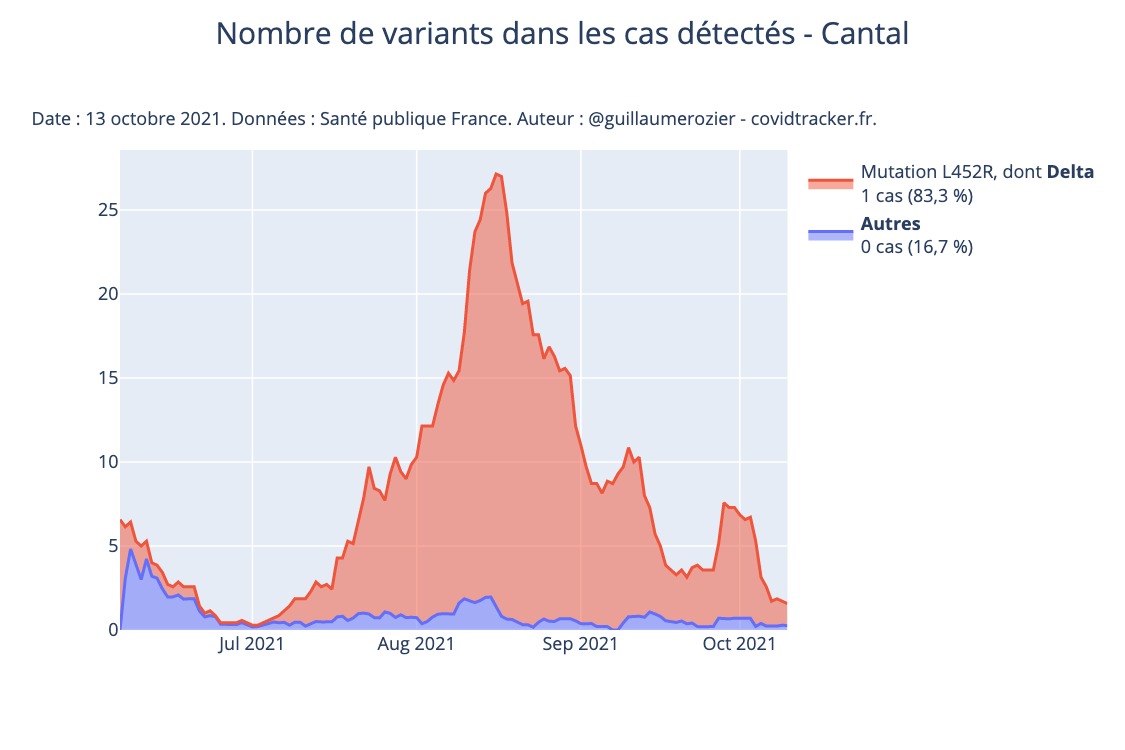 Nombre de variants dans les cas détectés - Cantal
Date : 13 octobre 2021. Données : Santé publique France. Auteur : @guillaumerozier - covidtracker.fr.
Mutation L452R, dont Delta
1 cas (83,3 %)
Autres
0 cas (16,7 %)
25
20
15
10
5
0
Jul 2021
Aug 2021
Sep 2021
Oct 2021